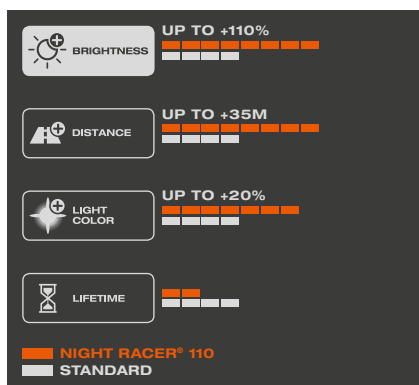 UP TO +110%
BRIGHTNESS
UP TO +35M
DISTANCE
UP TO +20%
LIGHT
COLOR
LIFETIME
NIGHT RACER® 110
STANDARD